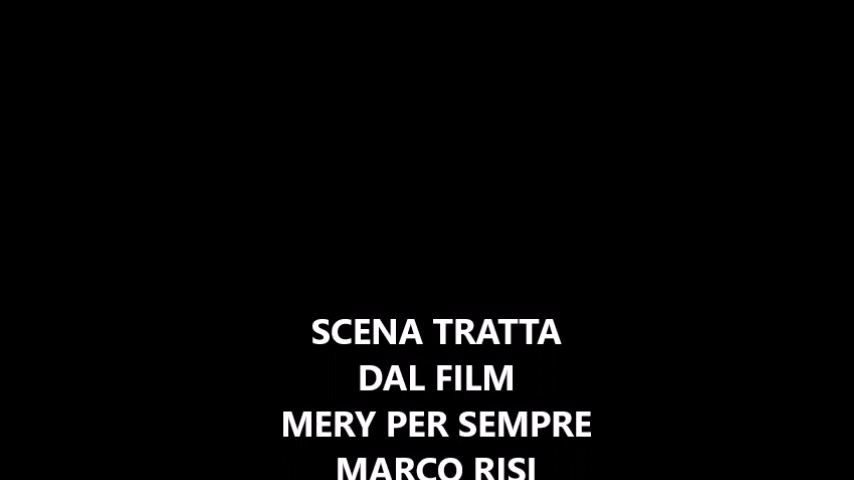 SCENA TRATTA
DAL FILM
MERY PER SEMPRE
MARCO RISI